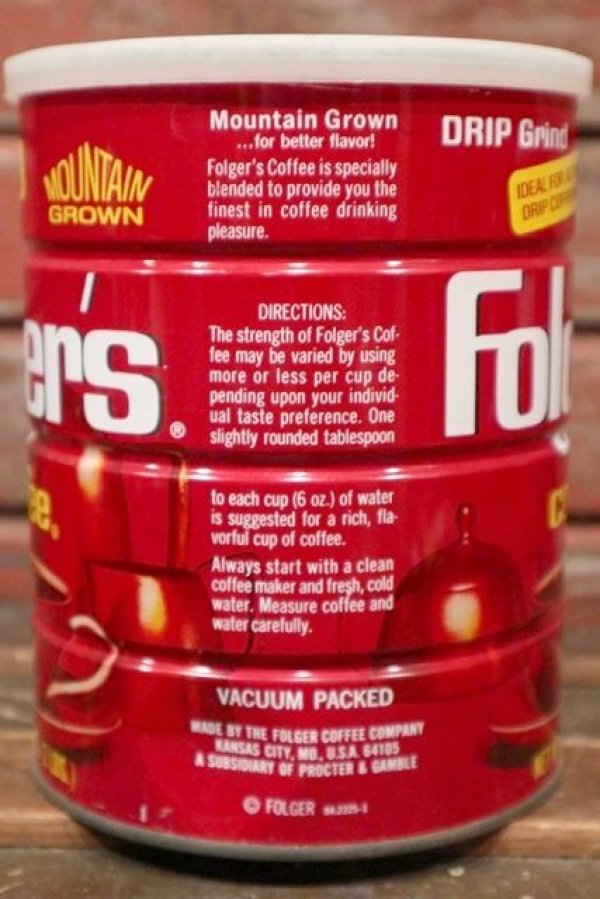 Mountain Grown
...for better flavor!
Folger's Coffee is specially
blended to provide you the
finest in coffee drinking
pleasure.
MOUNTAIN
GROWN
DRIP Grind
IDEAL FOR
DRIP
er's®
DIRECTIONS:
The strength of Folger's Cof-
fee may be varied by using
more or less per cup de-
pending upon your individ-
ual taste preference. One
slightly rounded tablespoon
Fol
to each cup (6 oz.) of water
is suggested for a rich, fla-
vorful cup of coffee.
Always start with a clean
coffee maker and fresh, cold
water. Measure coffee and
water carefully.
e.
VACUUM PACKED
MADE BY THE FOLGER COFFEE COMPANY
KANSAS CITY, MO., U.S.A. 64105
A SUBSIDIARY OF PROCTER & GAMBLE
LBS.)
© FOLGER